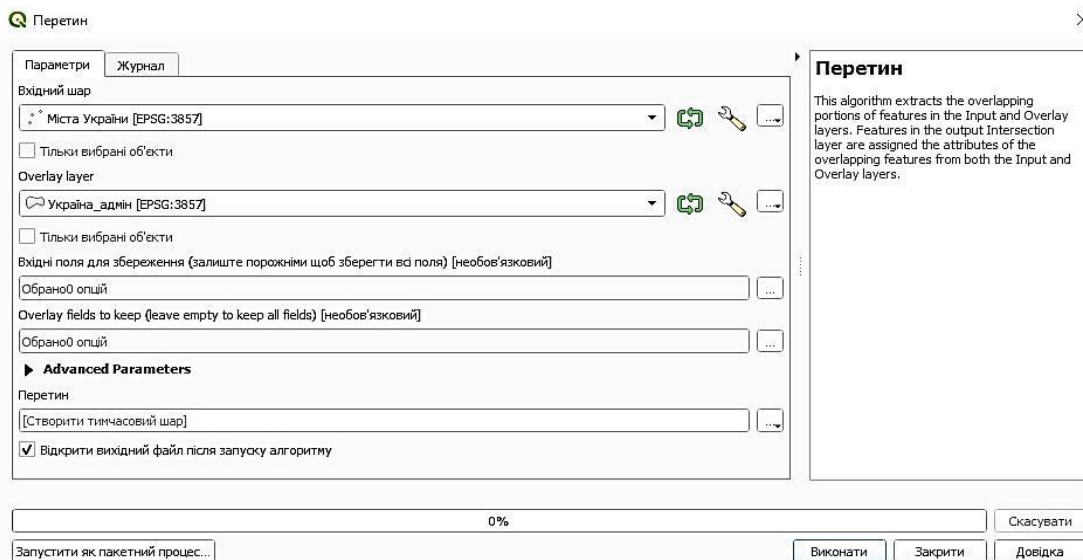 Перетин
Параметри
Журнал
Вхідний шар
Міста України [EPSG:3857]
...
Тільки вибрані об'єкти
Overlay layer
Україна_адмін [EPSG:3857]
...
Тільки вибрані об'єкти
Вхідні поля для збереження (залиште порожніми щоб зберегти всі поля) [необов'язковий]
Обрано0 опцій
...
Overlay fields to keep (leave empty to keep all fields) [необов'язковий]
Обрано0 опцій
...
Advanced Parameters
Перетин
[Створити тимчасовий шар]
...
Відкрити вихідний файл після запуску алгоритму
Перетин
This algorithm extracts the overlapping
portions of features in the Input and Overlay
layers. Features in the output Intersection
layer are assigned the attributes of the
overlapping features from both the Input and
Overlay layers.
0%
Скасувати
Запустити як пакетний процес...
Виконати
Закрити
Довідка